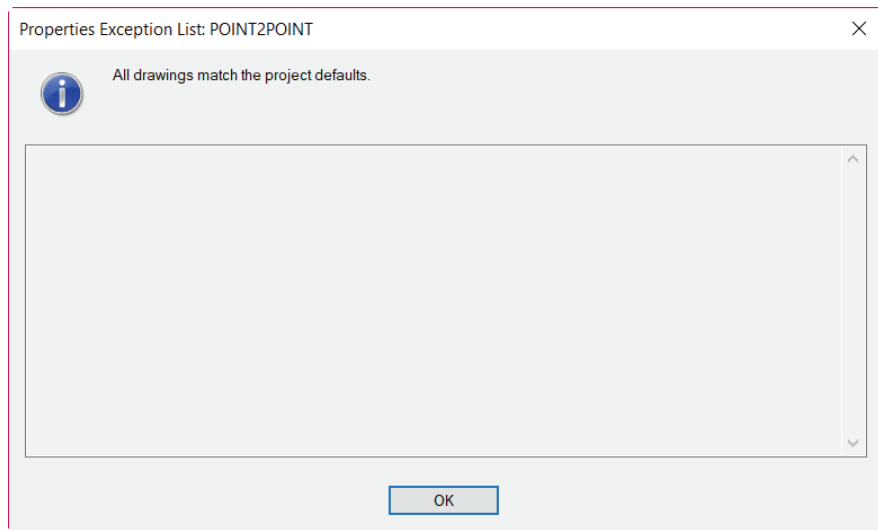 Properties Exception List: POINT2POINT
All drawings match the project defaults.
OK